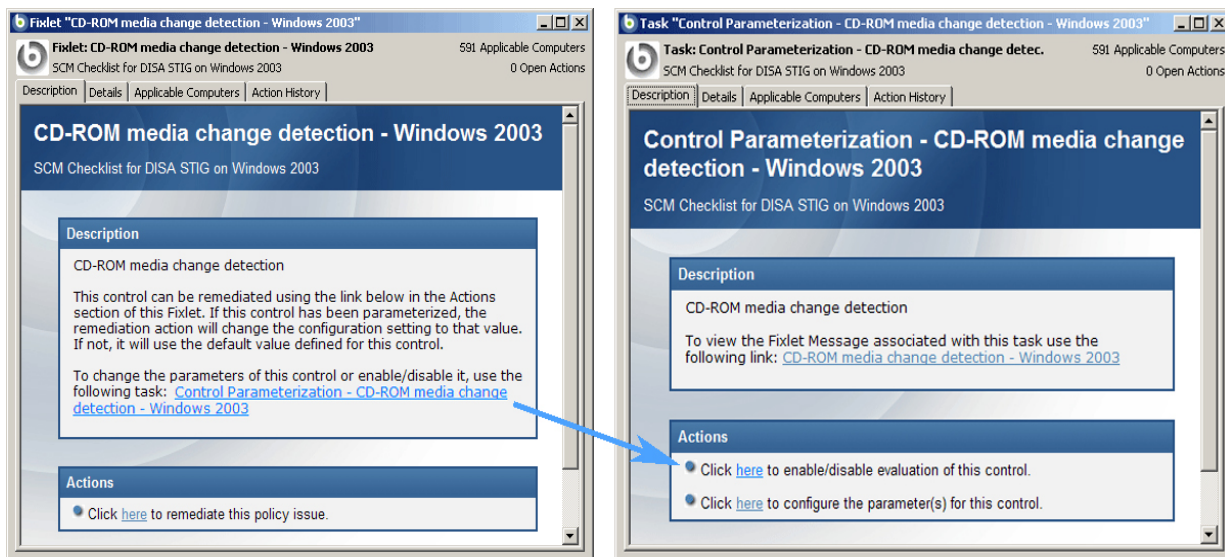 Fixlet "CD-ROM media change detection - Windows 2003"
Fixlet: CD-ROM media change detection - Windows 2003
591 Applicable Computers
SCM Checklist for DISA STIG on Windows 2003
0 Open Actions
Description
Details
Applicable Computers
Action History
CD-ROM media change detection - Windows 2003
SCM Checklist for DISA STIG on Windows 2003
Description
CD-ROM media change detection
This control can be remediated using the link below in the Actions
section of this Fixlet. If this control has been parameterized, the
remediation action will change the configuration setting to that value.
If not, it will use the default value defined for this control.
To change the parameters of this control or enable/disable it, use the
following task: Control Parameterization - CD-ROM media change
detection - Windows 2003
Actions
Click here to remediate this policy issue.
Task "Control Parameterization - CD-ROM media change detection - Windows 2003"
Task: Control Parameterization - CD-ROM media change detec.
591 Applicable Computers
SCM Checklist for DISA STIG on Windows 2003
0 Open Actions
Description
Details
Applicable Computers
Action History
Control Parameterization - CD-ROM media change
detection - Windows 2003
SCM Checklist for DISA STIG on Windows 2003
Description
CD-ROM media change detection
To view the Fixlet Message associated with this task use the
following link: CD-ROM media change detection - Windows 2003
Actions
Click here to enable/disable evaluation of this control.
Click here to configure the parameter(s) for this control.